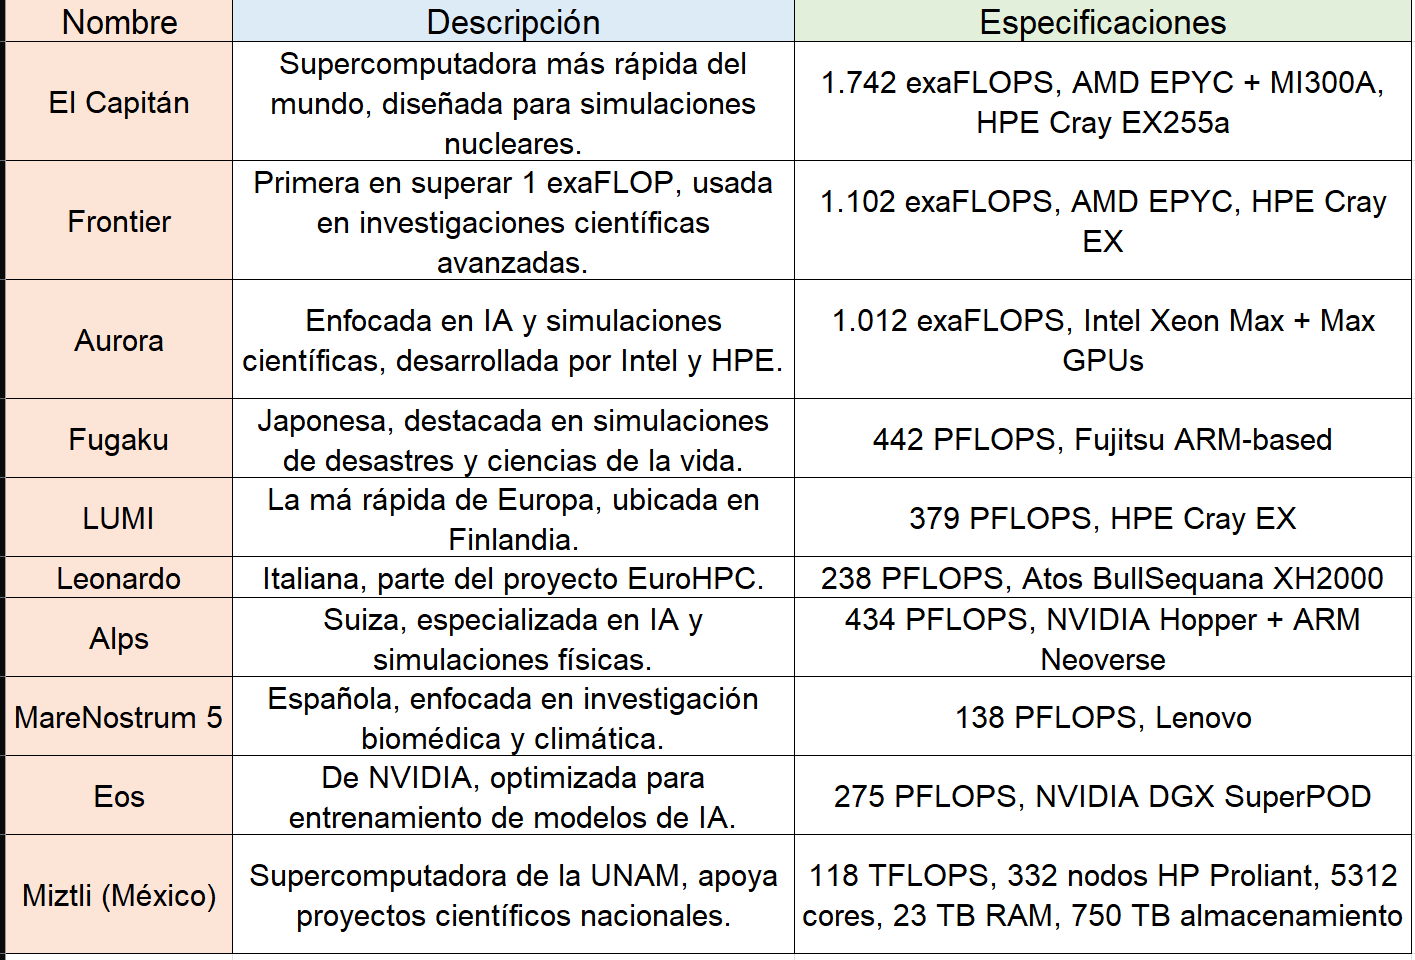 Nombre
Descripción
Especificaciones
El Capitán
Supercomputadora más rápida del
mundo, diseñada para simulaciones
nucleares.
1.742 exaFLOPS, AMD EPYC + MI300A,
HPE Cray EX255a
Frontier
Primera en superar 1 exaFLOP, usada
en investigaciones científicas
avanzadas.
1.102 exaFLOPS, AMD EPYC, HPE Cray
EX
Aurora
Enfocada en IA y simulaciones
científicas, desarrollada por Intel y HPE.
1.012 exaFLOPS, Intel Xeon Max + Max
GPUs
Fugaku
Japonesa, destacada en simulaciones
de desastres y ciencias de la vida.
442 PFLOPS, Fujitsu ARM-based
LUMI
La má rápida de Europa, ubicada en
Finlandia.
379 PFLOPS, HPE Cray EX
Leonardo
Italiana, parte del proyecto EuroHPC.
238 PFLOPS, Atos BullSequana XH2000
Alps
Suiza, especializada en IA y
simulaciones físicas.
434 PFLOPS, NVIDIA Hopper + ARM
Neoverse
MareNostrum 5
Española, enfocada en investigación
biomédica y climática.
138 PFLOPS, Lenovo
Eos
De NVIDIA, optimizada para
entrenamiento de modelos de IA.
275 PFLOPS, NVIDIA DGX SuperPOD
Miztli (México)
Supercomputadora de la UNAM, apoya
proyectos científicos nacionales.
118 TFLOPS, 332 nodos HP Proliant, 5312
cores, 23 TB RAM, 750 TB almacenamiento